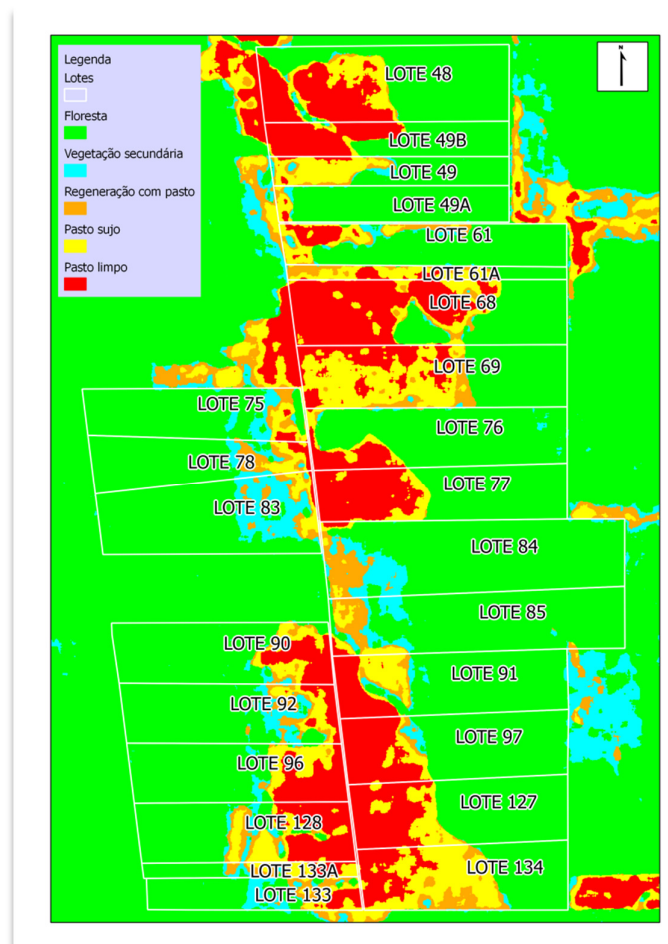 Legenda
Lotes
Floresta
Vegetação secundária
Regeneração com pasto
Pasto sujo
Pasto limpo
N
LOTE 48
LOTE 49B
LOTE 49
LOTE 49A
LOTE 61
LOTE 61A
LOTE 68
LOTE 69
LOTE 75
LOTE 76
LOTE 78
LOTE 77
LOTE 83
LOTE 84
LOTE 85
LOTE 90
LOTE 91
LOTE 92
LOTE 97
LOTE 96
LOTE 127
LOTE 128
LOTE 134
LOTE 133A
LOTE 133